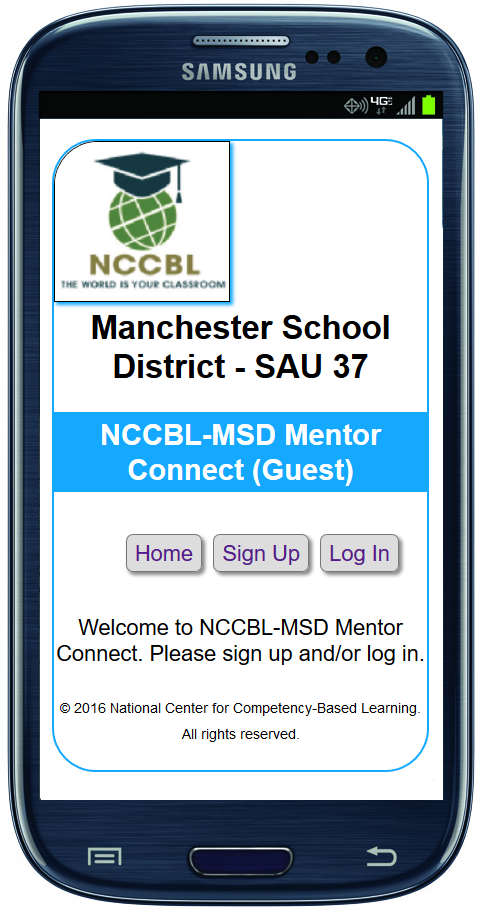 SAMSUNG
4G
NCCBL
THE WORLD IS YOUR CLASSROOM
Manchester School
District - SAU 37
NCCBL-MSD Mentor
Connect (Guest)
Home Sign Up Log In
Welcome to NCCBL-MSD Mentor
Connect. Please sign up and/or log in.
© 2016 National Center for Competency-Based Learning.
All rights reserved.